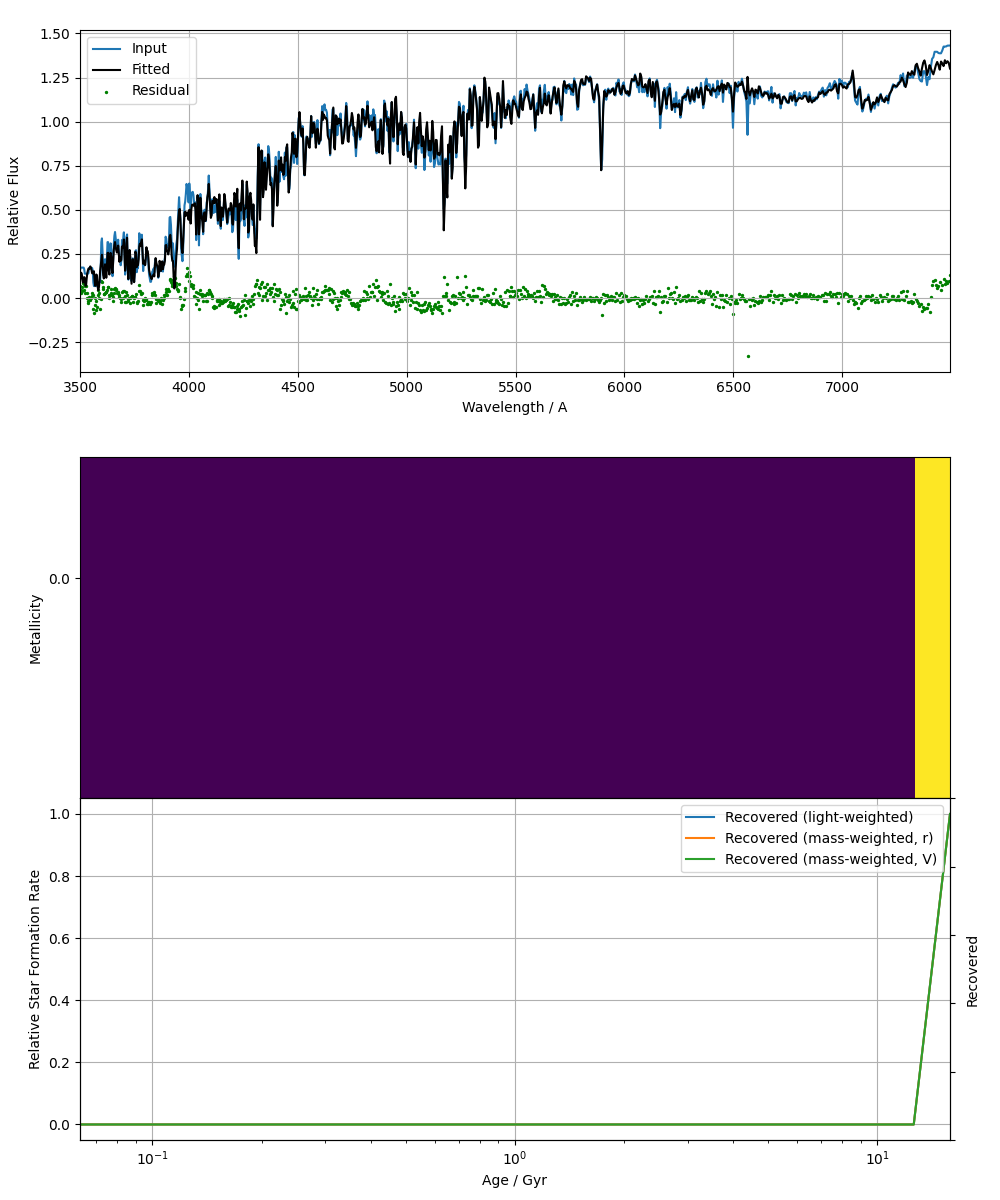 1.50
1.25
1.00
0.75
0.50
0.25
0.00
−0.25
Relative Flux
Input
Fitted
Residual
3500
4000
4500
5000
5500
6000
6500
7000
Wavelength / A
0.0
Metallicity
1.0
0.8
0.6
0.4
0.2
0.0
Relative Star Formation Rate
Recovered (light-weighted)
Recovered (mass-weighted, r)
Recovered (mass-weighted, V)
Recovered
10⁻¹
10⁰
10¹
Age / Gyr